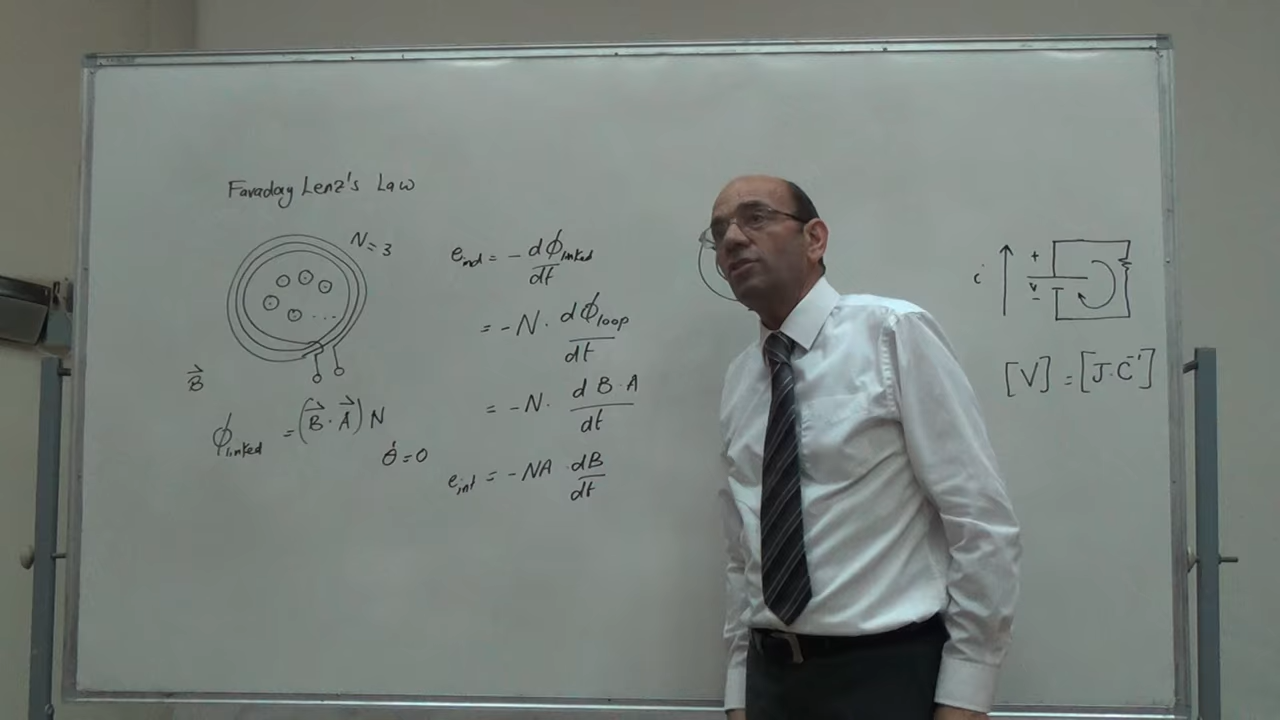 Faraday Lenz's Law
N = 3
B⃗
ϕ_linked = (B⃗ · A⃗) N
θ = 0
e_ind = - dϕ_linked/dt
= - N · dϕ_loop/dt
= - N · d B · A/dt
e_ind = - NA · dB/dt
i
+
v
-
[V] = [J·C⁻¹]